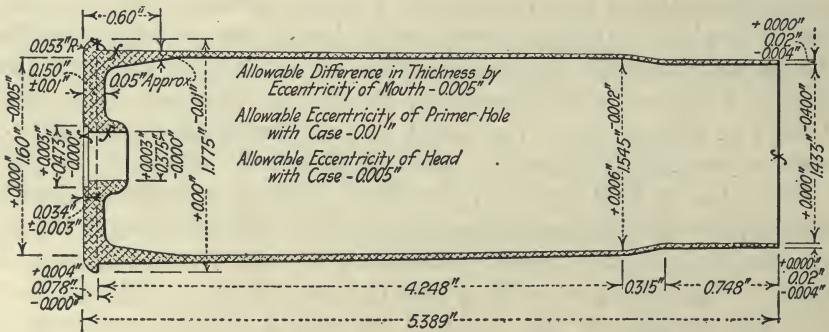 0.60"
0.053"R
0.150"
±0.01"
0.05"Approx.
+0.000"
0.02"
-0.004"
Allowable Difference in Thickness by
Eccentricity of Mouth-0.005"
Allowable Eccentricity of Primer-Hole
with Case-0.01"
Allowable Eccentricity of Head
with Case-0.005"
+0.000" 1.60" -0.005"
+0.003"
0.473"
-0.000"
+0.003"
0.375"
-0.000"
+0.00" 1.775" -0.01"
+0.006" 1.545" -0.002"
+0.000"
0.034"
±0.003"
+0.004"
0.078"
-0.000"
4.248"
0.315"
0.748"
+0.000"
0.02"
-0.004"
5.389"